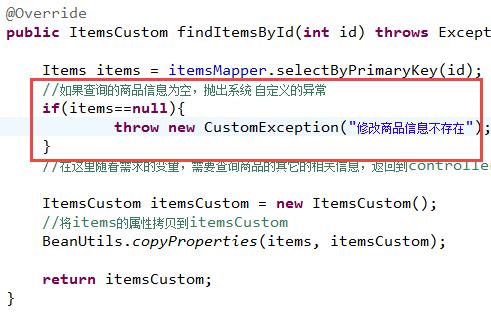 @Override
public ItemsCustom findItemsById(int id) throws Excep
Items items = itemsMapper.selectByPrimaryKey(id);
//如果查询的商品信息为空，抛出系统 自定义的异常
if(items==null){
throw new CustomException("修改商品信息不存在");
}
//在这里随着需求的变量，需要查询商品的其它的相关信息，返回到controller
ItemsCustom itemsCustom = new ItemsCustom();
//将items的属性拷贝到itemsCustom
BeanUtils.copyProperties(items, itemsCustom);
return itemsCustom;
}